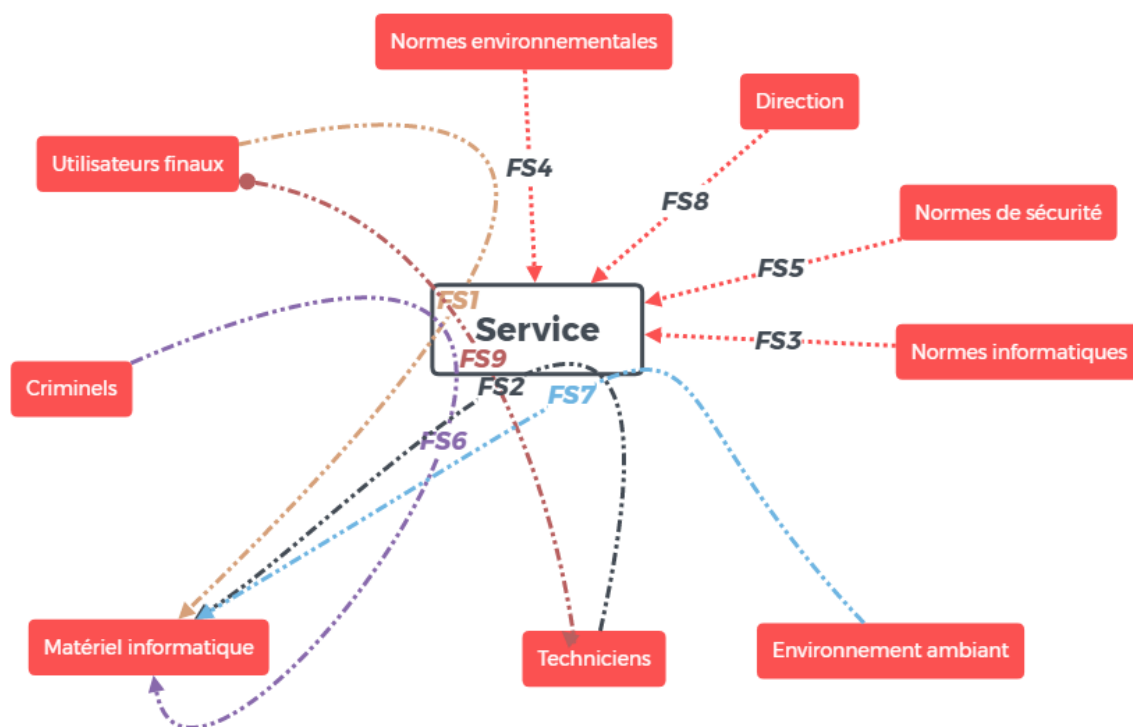 Normes environnementales
Direction
Utilisateurs finaux
FS4
FS8
Normes de sécurité
FS5
FS1
Service
FS3
Normes informatiques
FS9
FS2
FS7
Criminels
FS6
Matériel informatique
Techniciens
Environnement ambiant